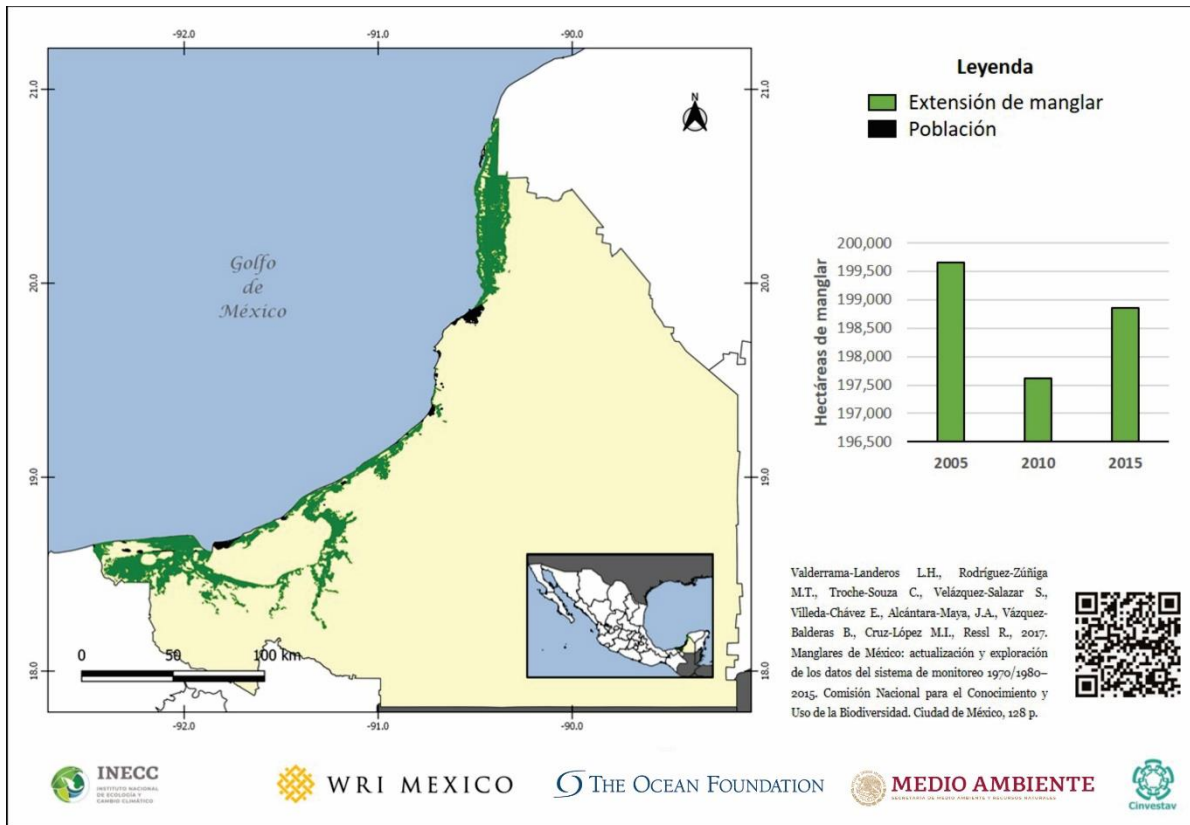 -92.0
-91.0
-90.0
21.0
20.0
19.0
18.0
21.0
20.0
19.0
18.0
N
Golfo
de
México
0
50
100 km
-92.0
-91.0
-90.0
Leyenda
Extensión de manglar
Población
Hectáreas de manglar
200,000
199,500
199,000
198,500
198,000
197,500
197,000
196,500
2005
2010
2015
Valderrama-Landeros L.H., Rodríguez-Zúñiga
M.T., Troche-Souza C., Velázquez-Salazar S.,
Villeda-Chávez E., Alcántara-Maya, J.A., Vázquez-
Balderas B., Cruz-López M.I., Ressl R., 2017.
Manglares de México: actualización y exploración
de los datos del sistema de monitoreo 1970/1980–
2015. Comisión Nacional para el Conocimiento y
Uso de la Biodiversidad. Ciudad de México, 128 p.
INECC
INSTITUTO NACIONAL
DE ECOLOGÍA Y
CAMBIO CLIMÁTICO
WRI MEXICO
THE OCEAN FOUNDATION
MEDIO AMBIENTE
SECRETARÍA DE MEDIO AMBIENTE Y RECURSOS NATURALES
Cinvestav